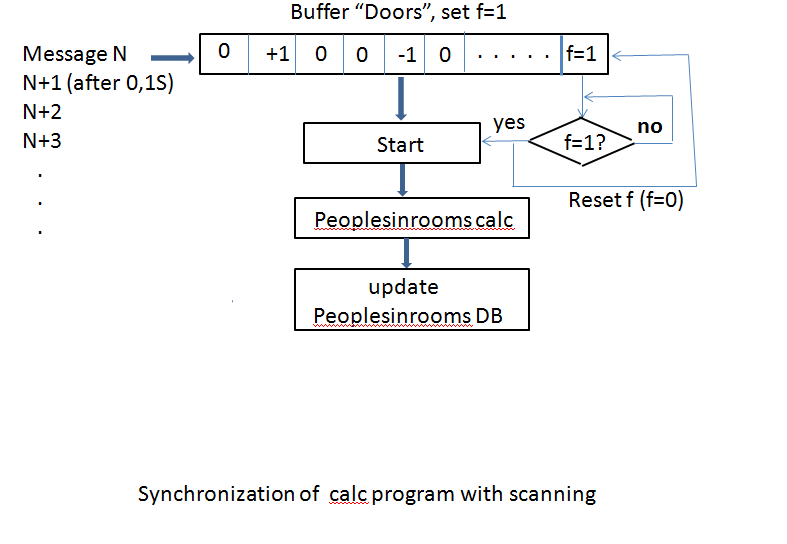 Buffer “Doors”, set f=1
Message N
0 +1 0 0 -1 0 . . . . . f=1
N+1 (after 0,1S)
N+2
N+3
.
.
.
yes
no
Start
f=1?
Reset f (f=0)
Peoplesinrooms calc
update
Peoplesinrooms DB
Synchronization of calc program with scanning